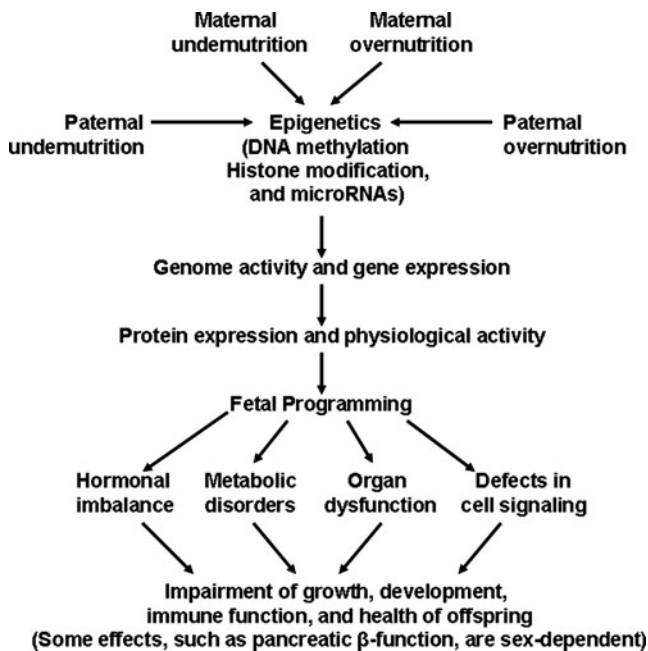 Maternal undernutrition
Maternal overnutrition
Paternal undernutrition
Epigenetics
(DNA methylation
Histone modification,
and microRNAs)
Paternal overnutrition
Genome activity and gene expression
Protein expression and physiological activity
Fetal Programming
Hormonal imbalance
Metabolic disorders
Organ dysfunction
Defects in cell signaling
Impairment of growth, development,
immune function, and health of offspring
(Some effects, such as pancreatic β-function, are sex-dependent)